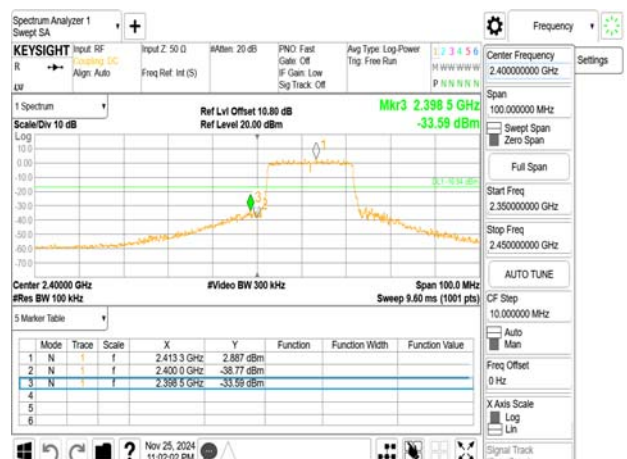 Spectrum Analyzer 1
Swept SA
Frequency
KEYSIGHT Input: RF Input Z: 50 Ω #Atten: 20 dB PNO: Fast Avg Type: Log-Power 1 2 3 4 5 6
R Coupling: DC Gate: Off Trig: Free Run M W W W W W
Align: Auto Freq Ref: Int (S) IF Gain: Low
Sig Track: Off P N N N N N
Center Frequency
2.400000000 GHz
Settings
Span
100.000000 MHz
Swept Span
Zero Span
Full Span
Start Freq
2.350000000 GHz
Stop Freq
2.450000000 GHz
AUTO TUNE
CF Step
10.000000 MHz
Auto
Man
Freq Offset
0 Hz
X Axis Scale
Log
Lin
Signal Track
1 Spectrum
Ref Lvl Offset 10.80 dB Mkr3 2.398 5 GHz
Scale/Div 10 dB Ref Level 20.00 dBm -33.59 dBm
Log
10.0
0.00
-10.0
-20.0
-30.0
-40.0
-50.0
-60.0
-70.0
1
3
2
Center 2.40000 GHz #Video BW 300 kHz Span 100.0 MHz
#Res BW 100 kHz Sweep 9.60 ms (1001 pts)
5 Marker Table
Mode Trace Scale X Y Function Function Width Function Value
1 N 1 f 2.413 3 GHz 2.887 dBm
2 N 1 f 2.400 0 GHz -38.77 dBm
3 N 1 f 2.398 5 GHz -33.59 dBm
4
5
6
? Nov 25, 2024
11:02:02 PM